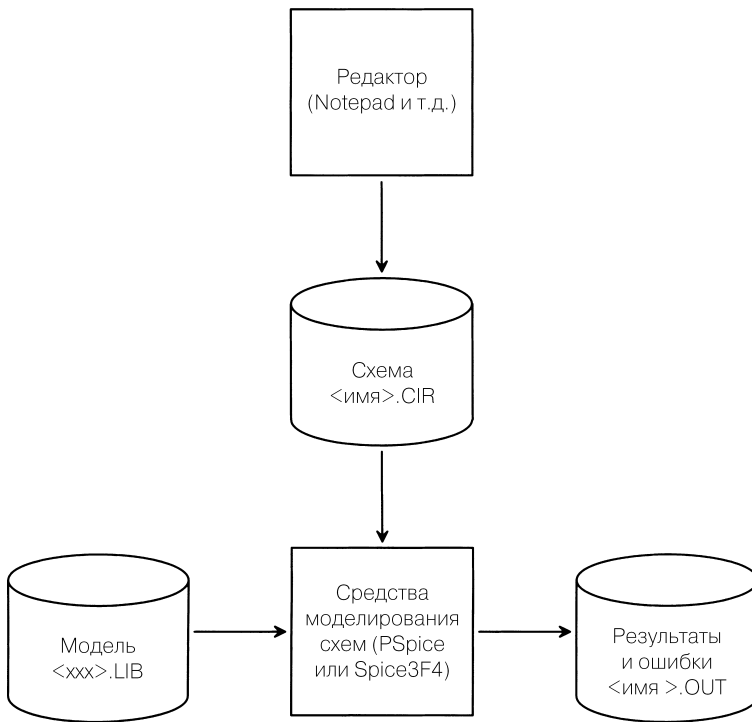 Редактор
(Notepad и т.д.)
Схема
<имя>.CIR
Модель
<xxx>.LIB
Средства
моделирования
схем (PSpice
или Spice3F4)
Результаты
и ошибки
<имя >.OUT